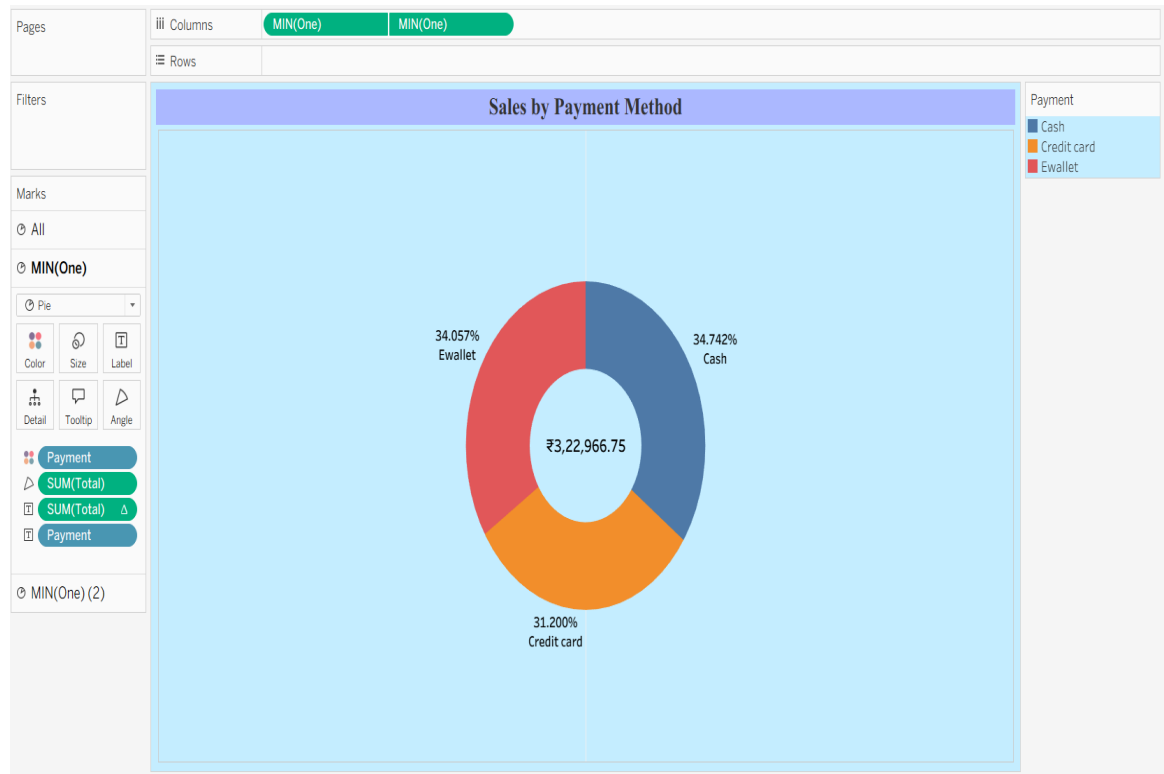 Pages
Columns
MIN(One) MIN(One)
Rows
Filters
Marks
All
MIN(One)
Pie
Color Size Label
Detail Tooltip Angle
Payment
SUM(Total)
SUM(Total) Δ
Payment
MIN(One) (2)
Sales by Payment Method
34.057%
Ewallet
34.742%
Cash
₹3,22,966.75
31.200%
Credit card
Payment
Cash
Credit card
Ewallet